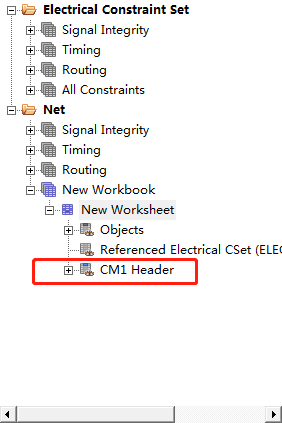 Electrical Constraint Set
Signal Integrity
Timing
Routing
All Constraints
Net
Signal Integrity
Timing
Routing
New Workbook
New Worksheet
Objects
Referenced Electrical CSet (ELEC
CM1 Header